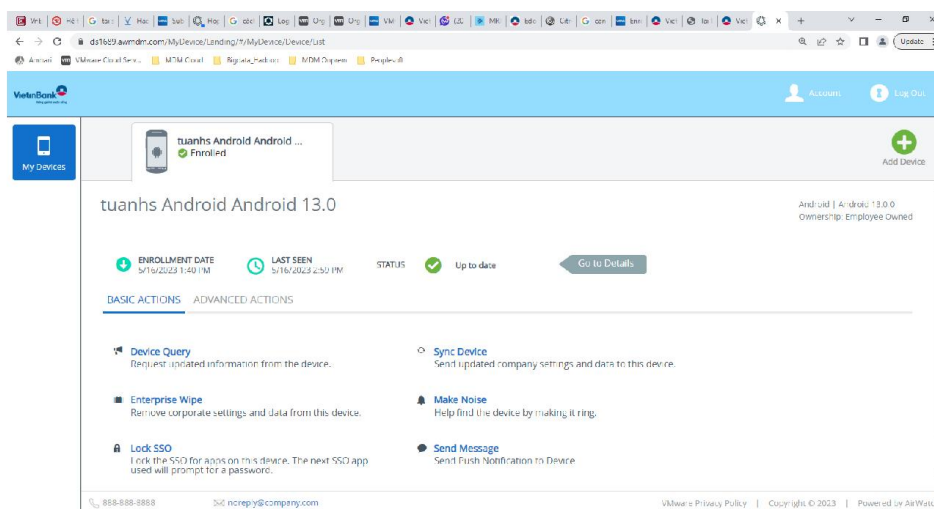 ds1689.awmdm.com/MyDevice/Landing/#/MyDevice/Device/List
Update
MDM Cloud
Bigdata_Hadoop
VietinBank
Account
Log Out
My Devices
tuanhs Android Android ...
Enrolled
Add Device
tuanhs Android Android 13.0
Android | Android 13.0.0
Ownership: Employee Owned
ENROLLMENT DATE
5/16/2023 1:40 PM
LAST SEEN
5/16/2023 2:59 PM
STATUS
Up to date
Go to Details
BASIC ACTIONS
ADVANCED ACTIONS
Device Query
Request updated information from the device.
Sync Device
Send updated company settings and data to this device.
Enterprise Wipe
Remove corporate settings and data from this device.
Make Noise
Help find the device by making it ring.
Lock SSO
Lock the SSO for apps on this device. The next SSO app
used will prompt for a password.
Send Message
Send Push Notification to Device
888-888-8888
noreply@company.com
VMware Privacy Policy | Copyright © 2023 | Powered by AirWatc